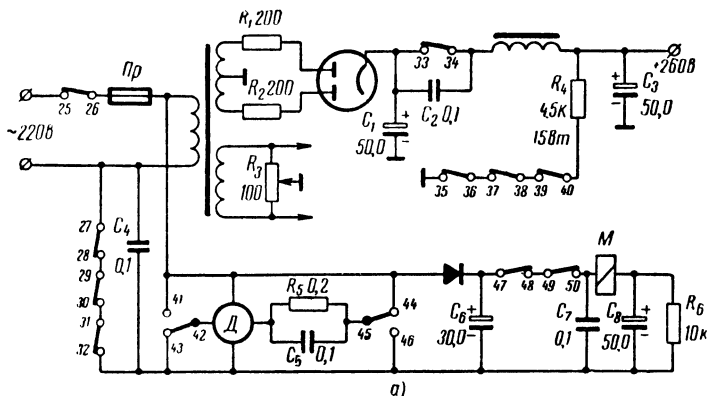 R₁ 200
R₂ 200
Пр
25
26
~220в
33
34
C₂ 0,1
C₁
+
−
50,0
R₄
4,5к
15Вт
+
−
C₃
50,0
+260в
R₃
100
35
36
37
38
39
40
27
28
29
30
31
32
C₄
0,1
41
43
42
Д
R₅ 0,2
C₅
0,1
44
45
46
C₆
+
30,0−
47
48
49
50
C₇
0,1
М
C₈
+
50,0−
R₆
10к
а)